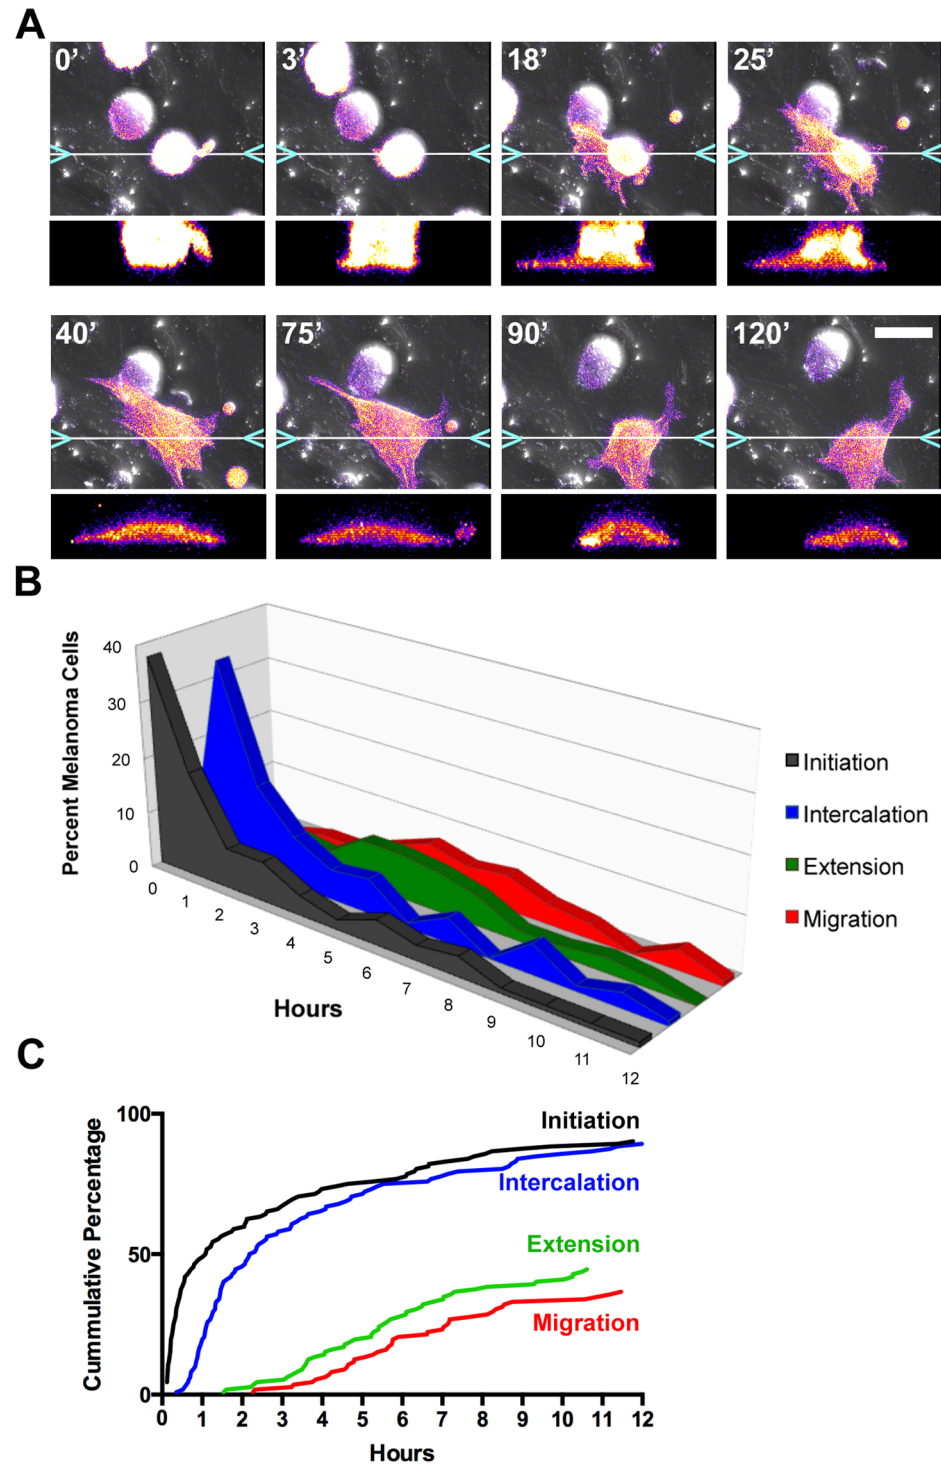 A
0’ 3’ 18’ 25’
40’ 75’ 90’ 120’
B
Percent Melanoma Cells
40
30
20
10
0
0 1 2 3 4 5 6 7 8 9 10 11 12
Hours
Initiation
Intercalation
Extension
Migration
C
Cummulative Percentage
100
50
0
Initiation
Intercalation
Extension
Migration
0 1 2 3 4 5 6 7 8 9 10 11 12
Hours